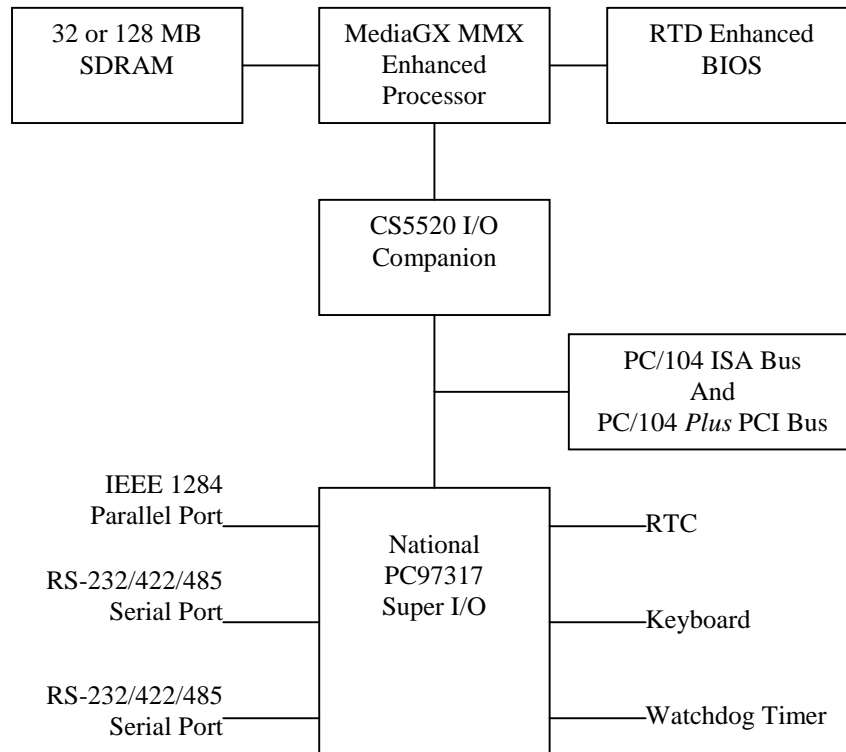 32 or 128 MB
SDRAM
MediaGX MMX
Enhanced
Processor
RTD Enhanced
BIOS
CS5520 I/O
Companion
PC/104 ISA Bus
And
PC/104 Plus PCI Bus
IEEE 1284
Parallel Port
RS-232/422/485
Serial Port
RS-232/422/485
Serial Port
National
PC97317
Super I/O
RTC
Keyboard
Watchdog Timer